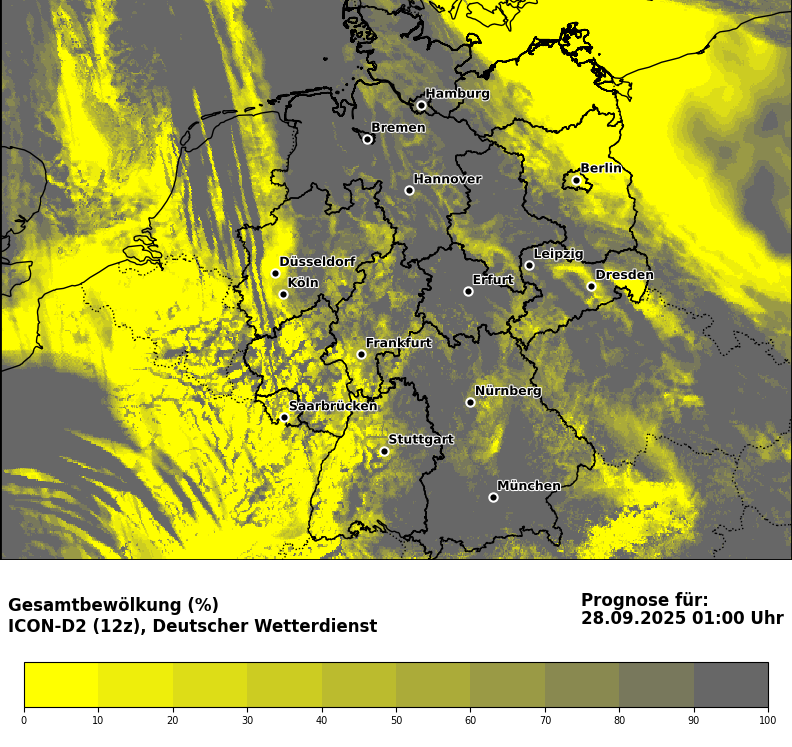 Hamburg
Bremen
Berlin
Hannover
Leipzig
Düsseldorf
Dresden
Köln
Erfurt
Frankfurt
Nürnberg
Saarbrücken
Stuttgart
München
Gesamtbewölkung (%)
ICON-D2 (12z), Deutscher Wetterdienst
Prognose für:
28.09.2025 01:00 Uhr
0 10 20 30 40 50 60 70 80 90 100